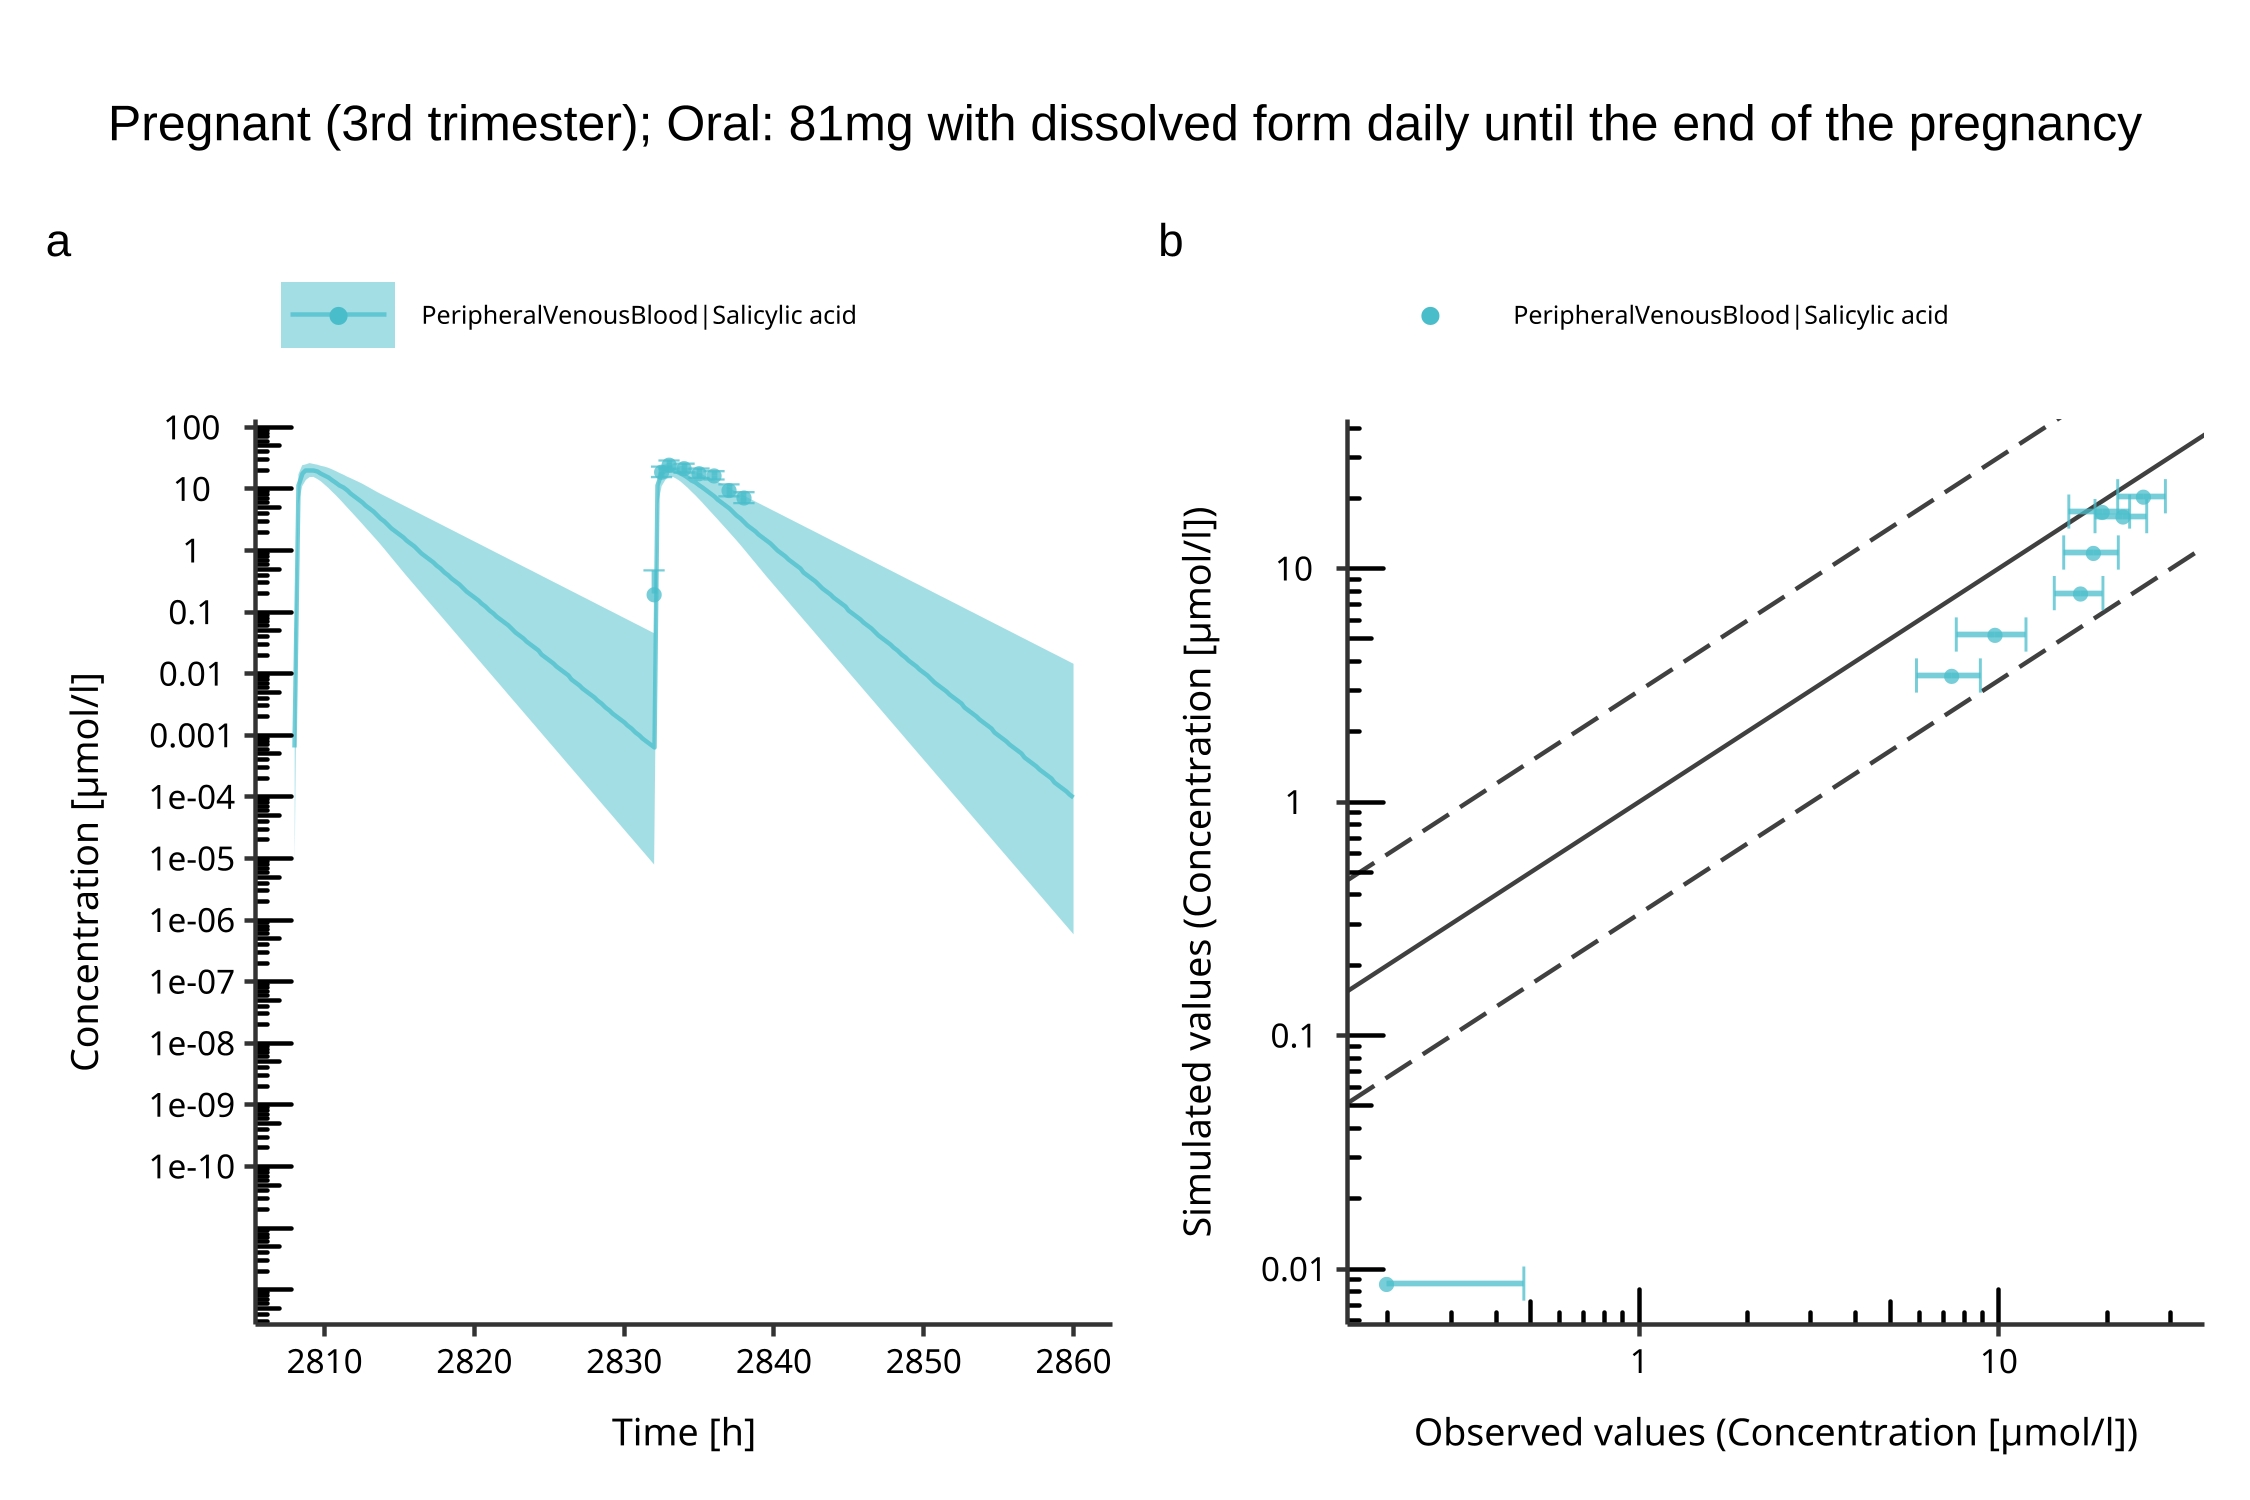 Pregnant (3rd trimester); Oral: 81mg with dissolved form daily until the end of the pregnancy
a
PeripheralVenousBlood|Salicylic acid
Concentration [µmol/l]
100
10
1
0.1
0.01
0.001
1e-04
1e-05
1e-06
1e-07
1e-08
1e-09
1e-10
2810 2820 2830 2840 2850 2860
Time [h]
b
PeripheralVenousBlood|Salicylic acid
Simulated values (Concentration [µmol/l])
10
1
0.1
0.01
1 10
Observed values (Concentration [µmol/l])